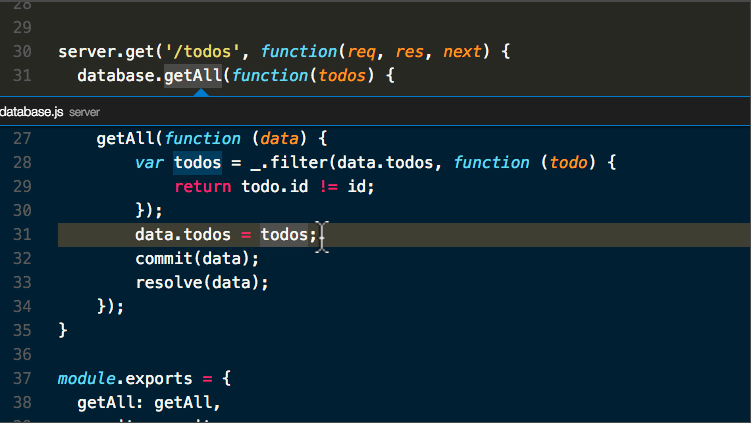 28
29
30 server.get('/todos', function(req, res, next) {
31 database.getAll(function(todos) {
database.js server
27 getAll(function (data) {
28 var todos = _.filter(data.todos, function (todo) {
29 return todo.id != id;
30 });
31 data.todos = todos;
32 commit(data);
33 resolve(data);
34 });
35 }
36
37 module.exports = {
38 getAll: getAll,